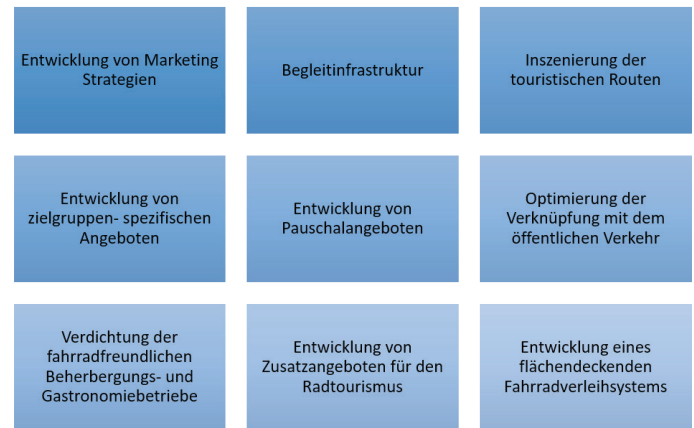 Entwicklung von Marketing
Strategien
Begleitinfrastruktur
Inszenierung der
touristischen Routen
Entwicklung von
zielgruppen- spezifischen
Angeboten
Entwicklung von
Pauschalangeboten
Optimierung der
Verknüpfung mit dem
öffentlichen Verkehr
Verdichtung der
fahrradfreundlichen
Beherbergungs- und
Gastronomiebetriebe
Entwicklung von
Zusatzangeboten für den
Radtourismus
Entwicklung eines
flächendeckenden
Fahrradverleihsystems